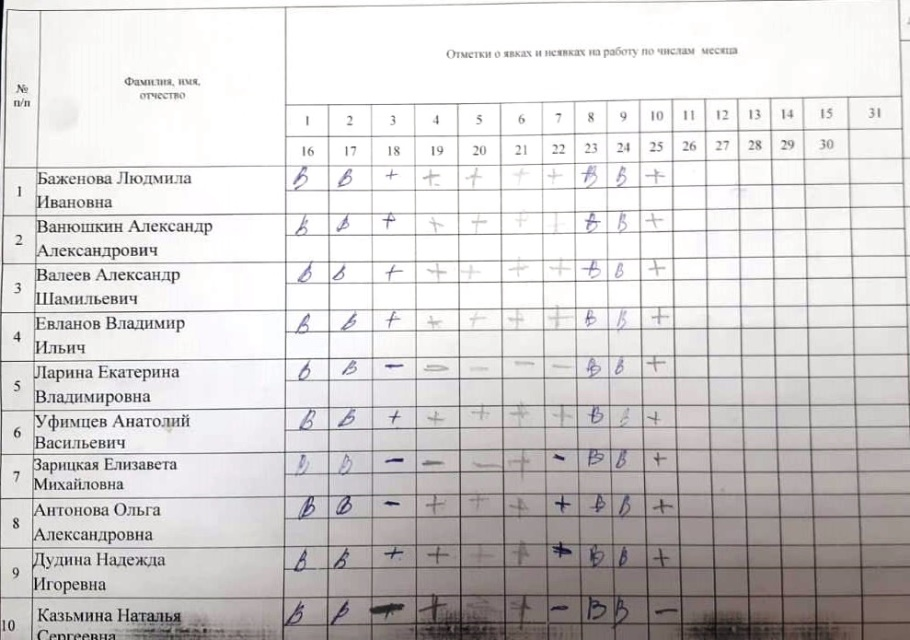 № п/п Фамилия, имя, отчество Отметки о явках и неявках на работу по числам месяца
1 2 3 4 5 6 7 8 9 10 11 12 13 14 15 31
16 17 18 19 20 21 22 23 24 25 26 27 28 29 30
1 Баженова Людмила В В + + + + + В В +
Ивановна
2 Ванюшкин Александр В В + + + + + В В +
Александрович
3 Валеев Александр В В + + + + + В В +
Шамильевич
4 Евланов Владимир В В + + + + + В В +
Ильич
5 Ларина Екатерина В В - - - - - В В +
Владимировна
6 Уфимцев Анатолий В В + + + + + В В +
Васильевич
7 Зарицкая Елизавета В В - - - + - В В +
Михайловна
8 Антонова Ольга В В - + + + + В В +
Александровна
9 Дудина Надежда В В + + + + + В В +
Игоревна
10 Казьмина Наталья В В + + + - В В -
Сергеевна